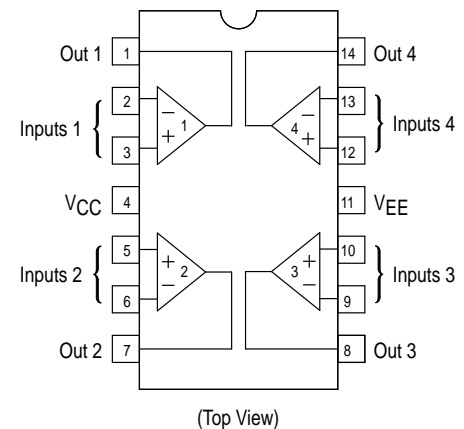 Out 1 1 14 Out 4
2 − − 13
Inputs 1 { 1 4 } Inputs 4
3 + + 12
VCC 4 11 VEE
5 + + 10
Inputs 2 { 2 3 } Inputs 3
6 − − 9
Out 2 7 8 Out 3
(Top View)